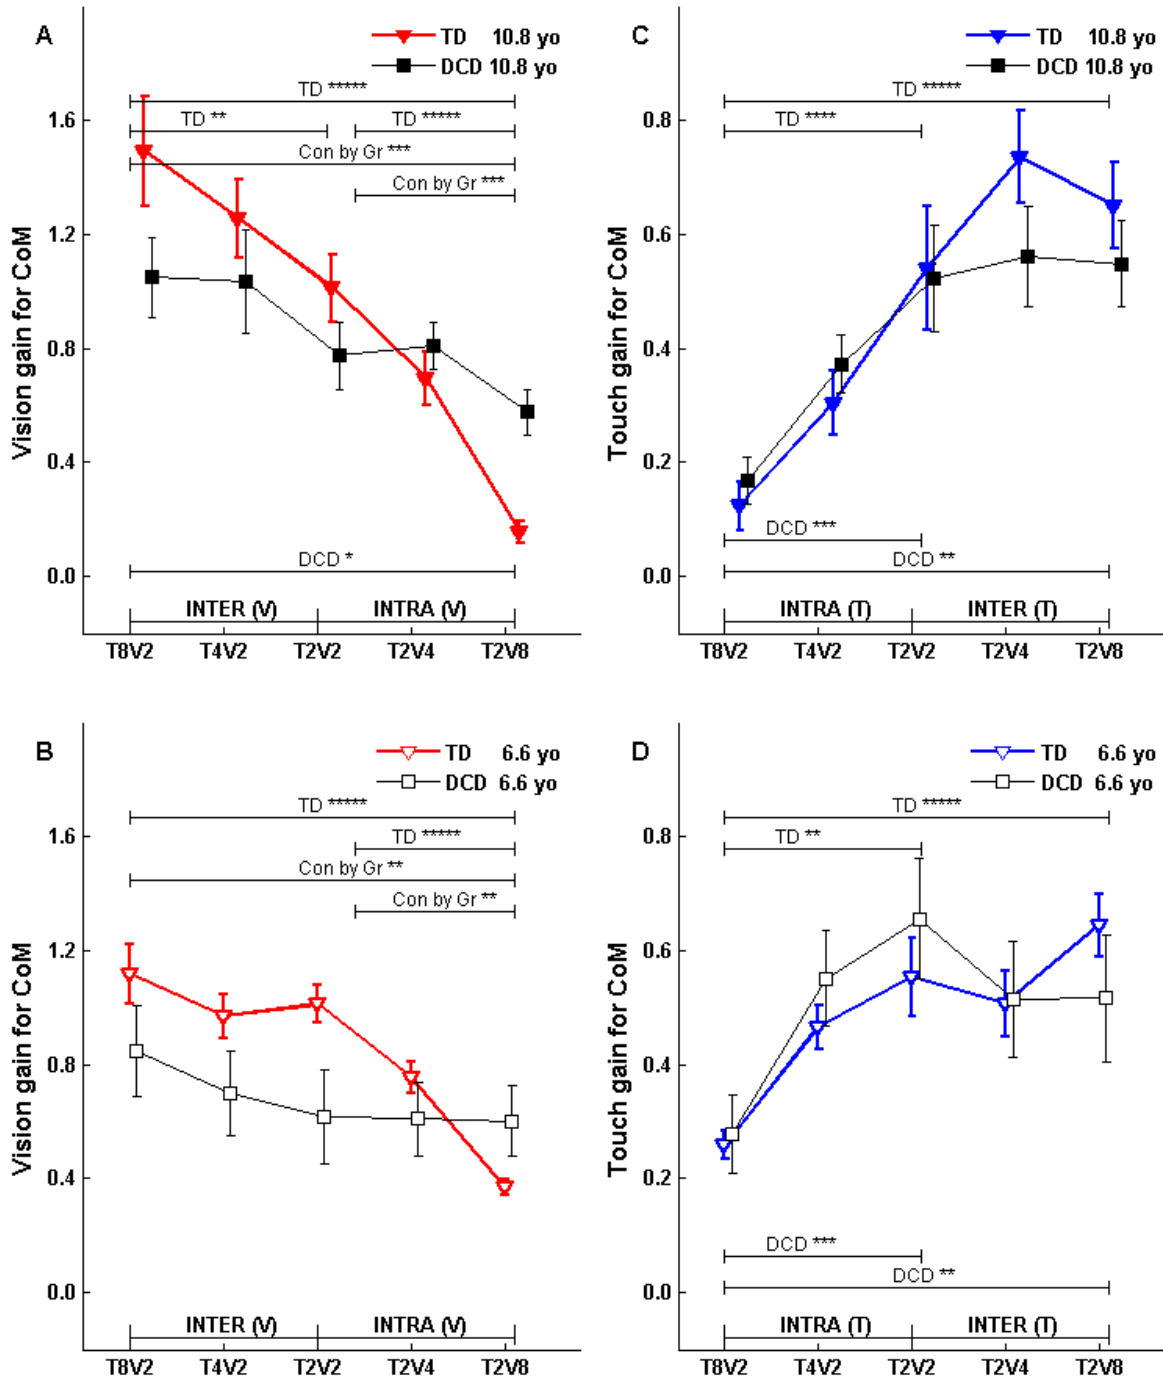 A
TD 10.8 yo
DCD 10.8 yo
TD *****
TD **
TD *****
Con by Gr ***
Con by Gr ***
1.6
1.2
0.8
0.4
0.0
Vision gain for CoM
DCD *
INTER (V)
INTRA (V)
T8V2 T4V2 T2V2 T2V4 T2V8
C
TD 10.8 yo
DCD 10.8 yo
TD *****
TD ****
0.8
0.6
0.4
0.2
0.0
Touch gain for CoM
DCD ***
DCD **
INTRA (T)
INTER (T)
T8V2 T4V2 T2V2 T2V4 T2V8
B
TD 6.6 yo
DCD 6.6 yo
TD *****
TD *****
Con by Gr **
Con by Gr **
1.6
1.2
0.8
0.4
0.0
Vision gain for CoM
INTER (V)
INTRA (V)
T8V2 T4V2 T2V2 T2V4 T2V8
D
TD 6.6 yo
DCD 6.6 yo
TD *****
TD **
0.8
0.6
0.4
0.2
0.0
Touch gain for CoM
DCD ***
DCD **
INTRA (T)
INTER (T)
T8V2 T4V2 T2V2 T2V4 T2V8